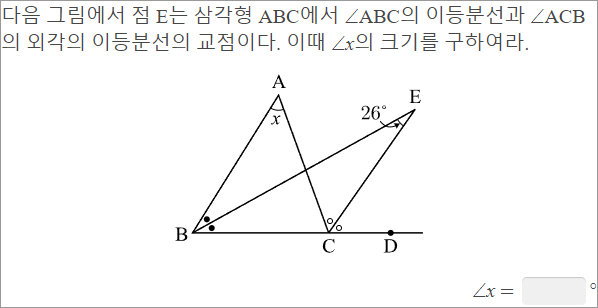 다음 그림에서 점 E는 삼각형 ABC에서 ∠ABC의 이등분선과 ∠ACB
의 외각의 이등분선의 교점이다. 이때 ∠x의 크기를 구하여라.
A
E
26°
x
B
C
D
∠x = °